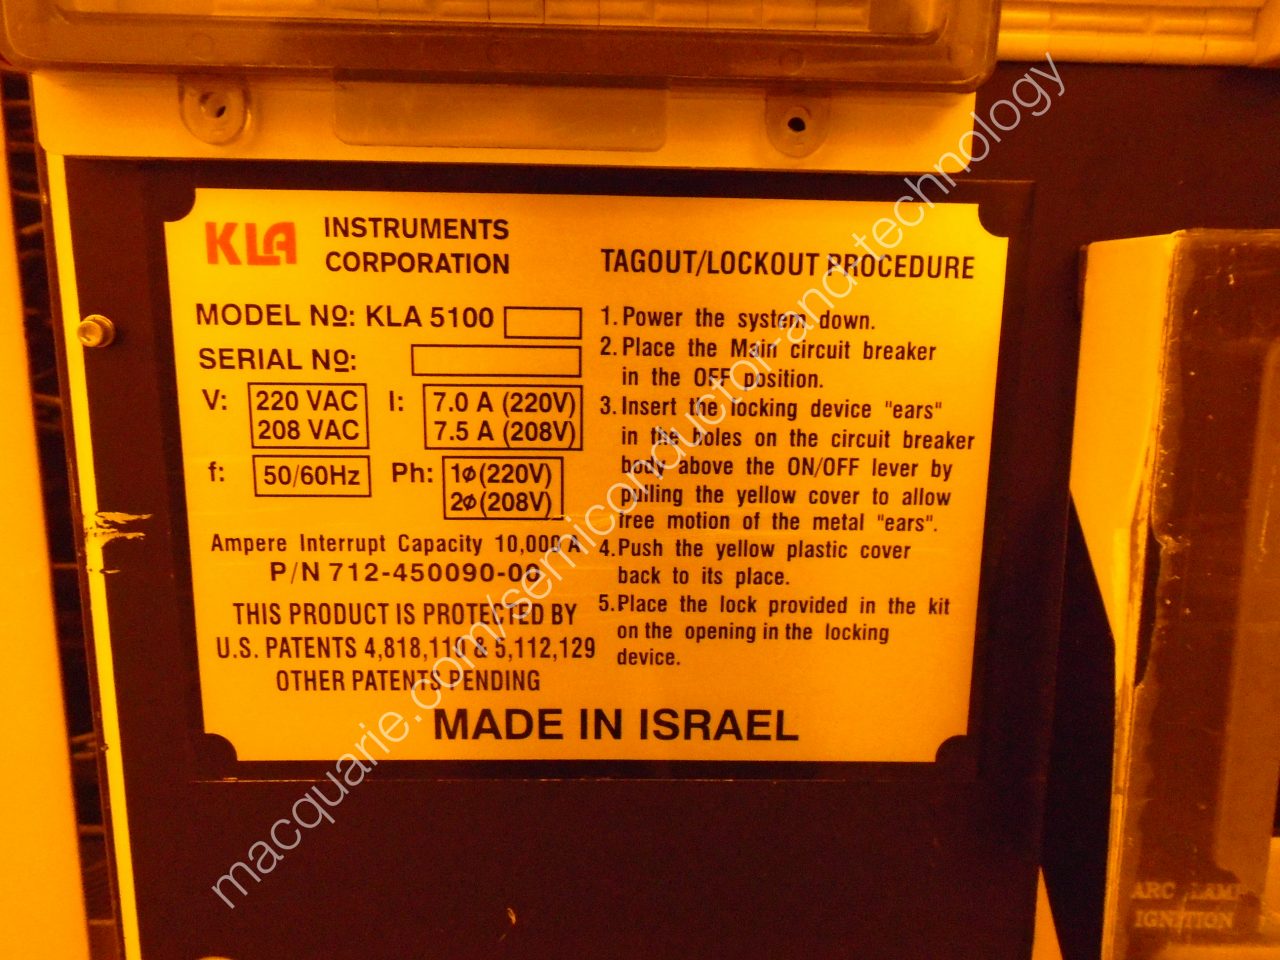 KLA INSTRUMENTS
CORPORATION
MODEL Nº: KLA 5100
SERIAL Nº:
V: 220 VAC
208 VAC
I: 7.0 A (220V)
7.5 A (208V)
f: 50/60Hz
Ph: 1ø (220V)
2ø (208V)
Ampere Interrupt Capacity 10,000 A
P/N 712-450090-00
THIS PRODUCT IS PROTECTED BY
U.S. PATENTS 4,818,110 & 5,112,129
OTHER PATENTS PENDING
TAGOUT/LOCKOUT PROCEDURE
1. Power the system down.
2. Place the Main circuit breaker
in the OFF position.
3. Insert the locking device "ears"
in the holes on the circuit breaker
body above the ON/OFF lever by
pulling the yellow cover to allow
free motion of the metal "ears".
4. Push the yellow plastic cover
back to its place.
5. Place the lock provided in the kit
on the opening in the locking
device.
MADE IN ISRAEL
ARC LAMP
IGNITION
macquarie.com/semiconductor-and-technology